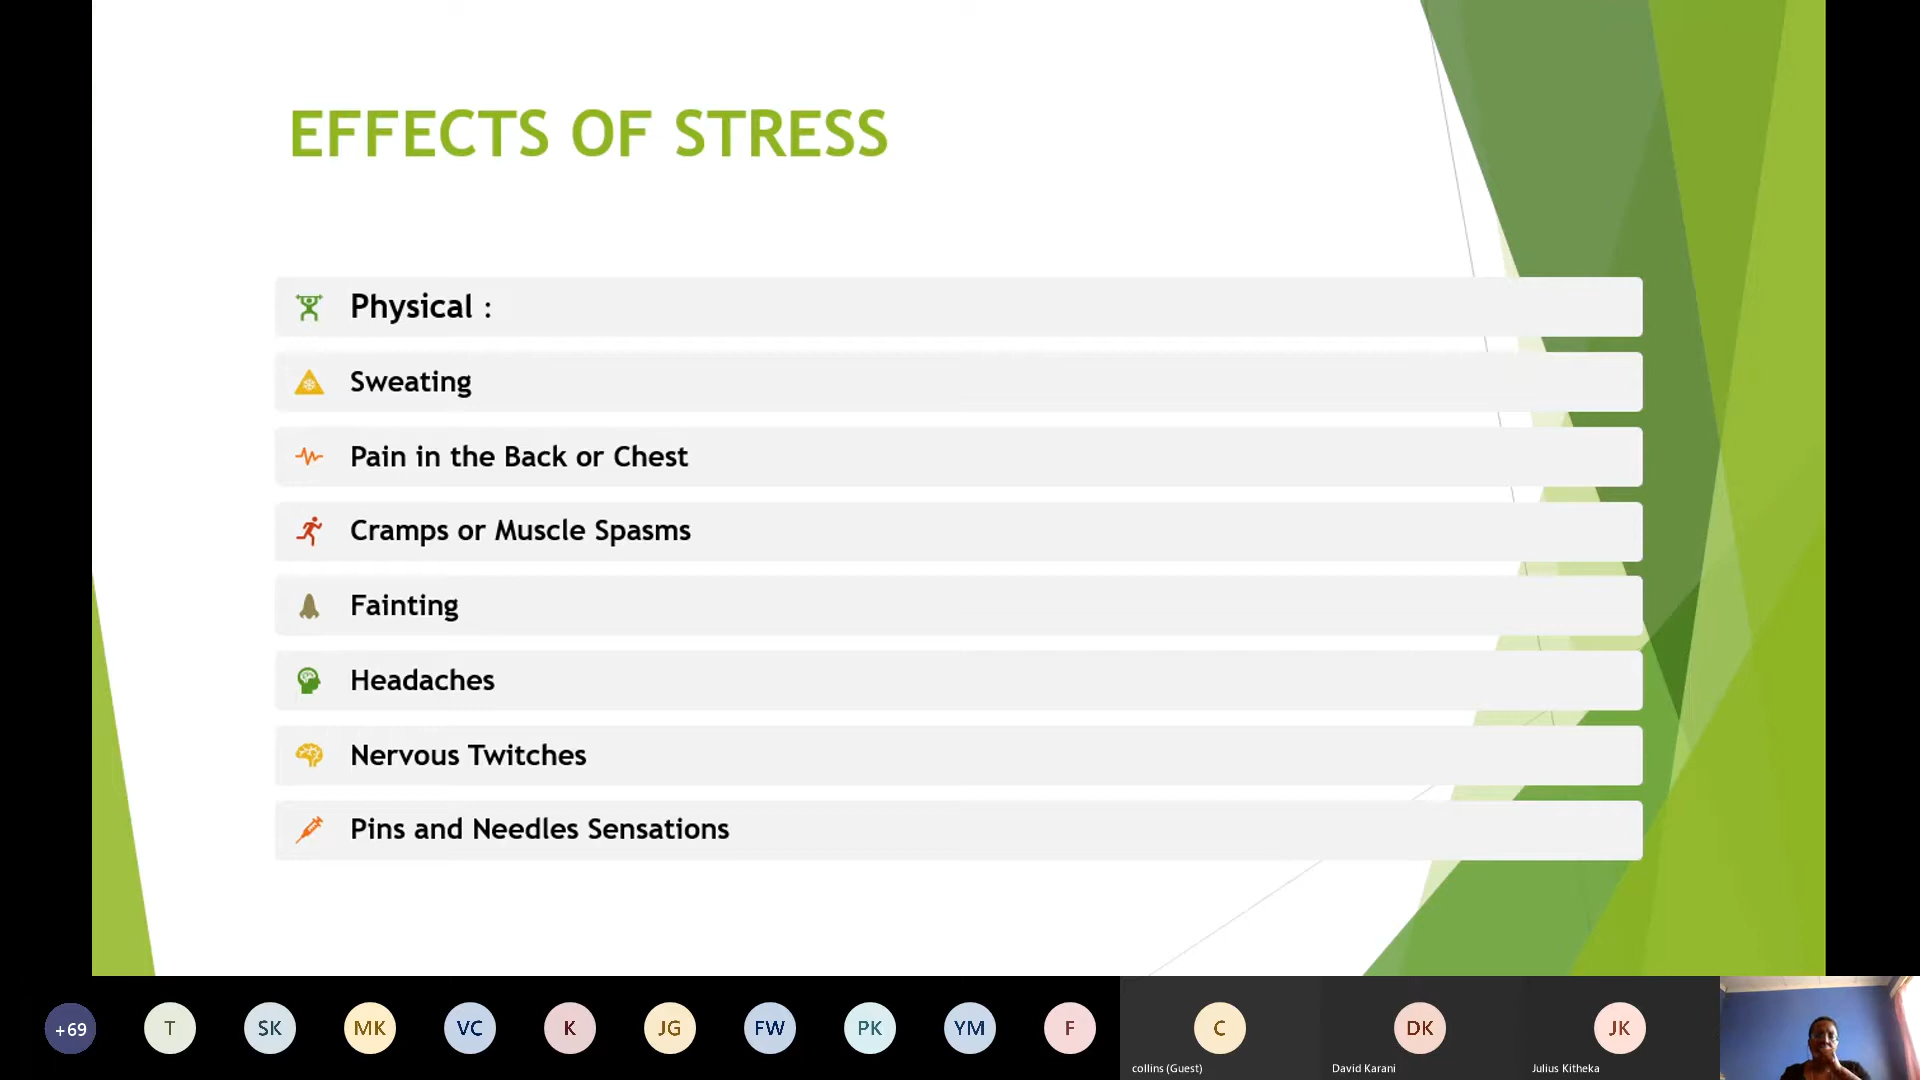 EFFECTS OF STRESS
Physical :
Sweating
Pain in the Back or Chest
Cramps or Muscle Spasms
Fainting
Headaches
Nervous Twitches
Pins and Needles Sensations
+69 T SK MK VC K JG FW PK YM F C DK JK
collins (Guest) David Karani Julius Kitheka